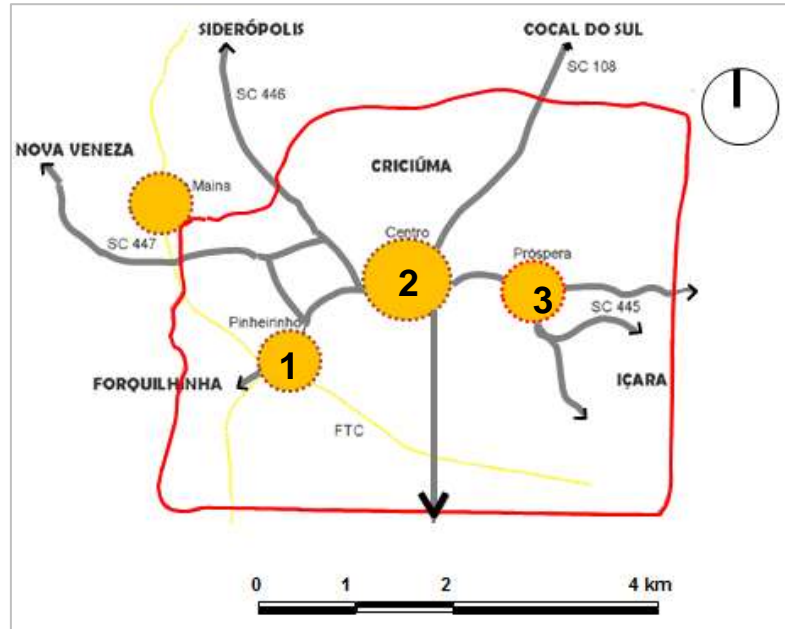 SIDERÓPOLIS
COCAL DO SUL
SC 108
SC 446
NOVA VENEZA
CRICIÚMA
Maina
Centro
SC 447
Próspera
2
3
SC 445
Pinheirinho
1
FORQUILHINHA
IÇARA
FTC
0 1 2 4 km